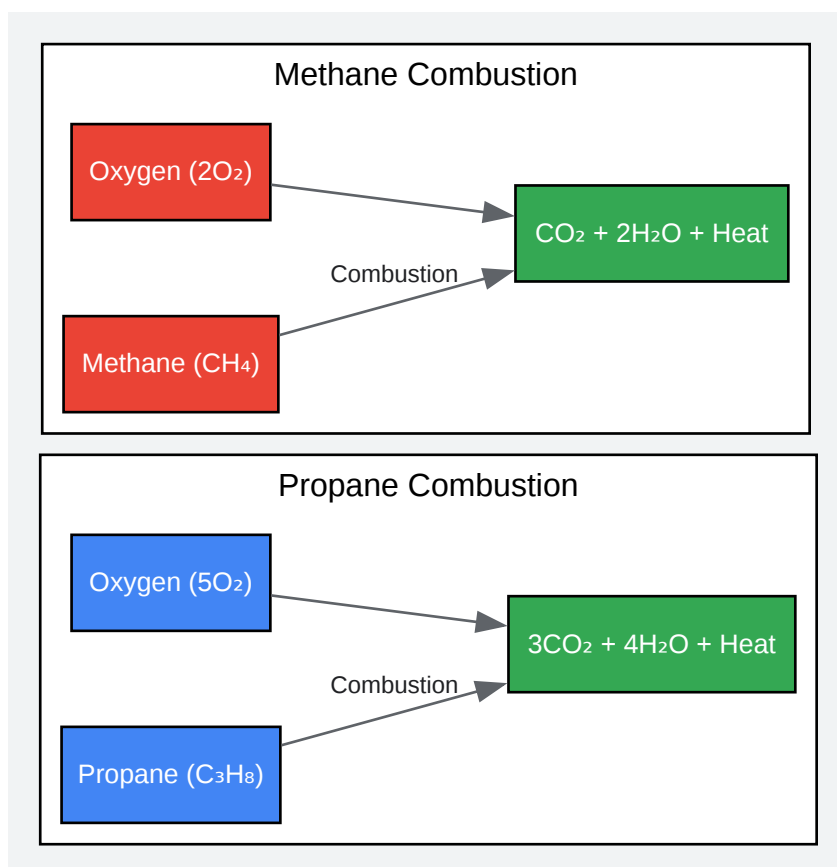 Methane Combustion
Oxygen (2O₂)
CO₂ + 2H₂O + Heat
Combustion
Methane (CH₄)
Propane Combustion
Oxygen (5O₂)
3CO₂ + 4H₂O + Heat
Combustion
Propane (C₃H₈)